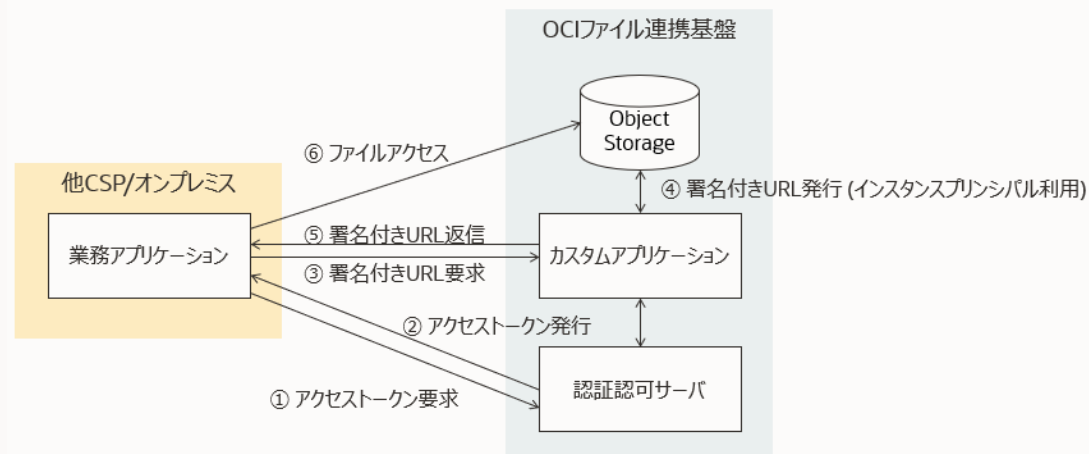 OCIファイル連携基盤
Object
Storage
⑥ ファイルアクセス
他CSP/オンプレミス
④ 署名付きURL発行 (インスタンスプリンシパル利用)
⑤ 署名付きURL返信
業務アプリケーション
カスタムアプリケーション
③ 署名付きURL要求
② アクセストークン発行
認証認可サーバ
① アクセストークン要求